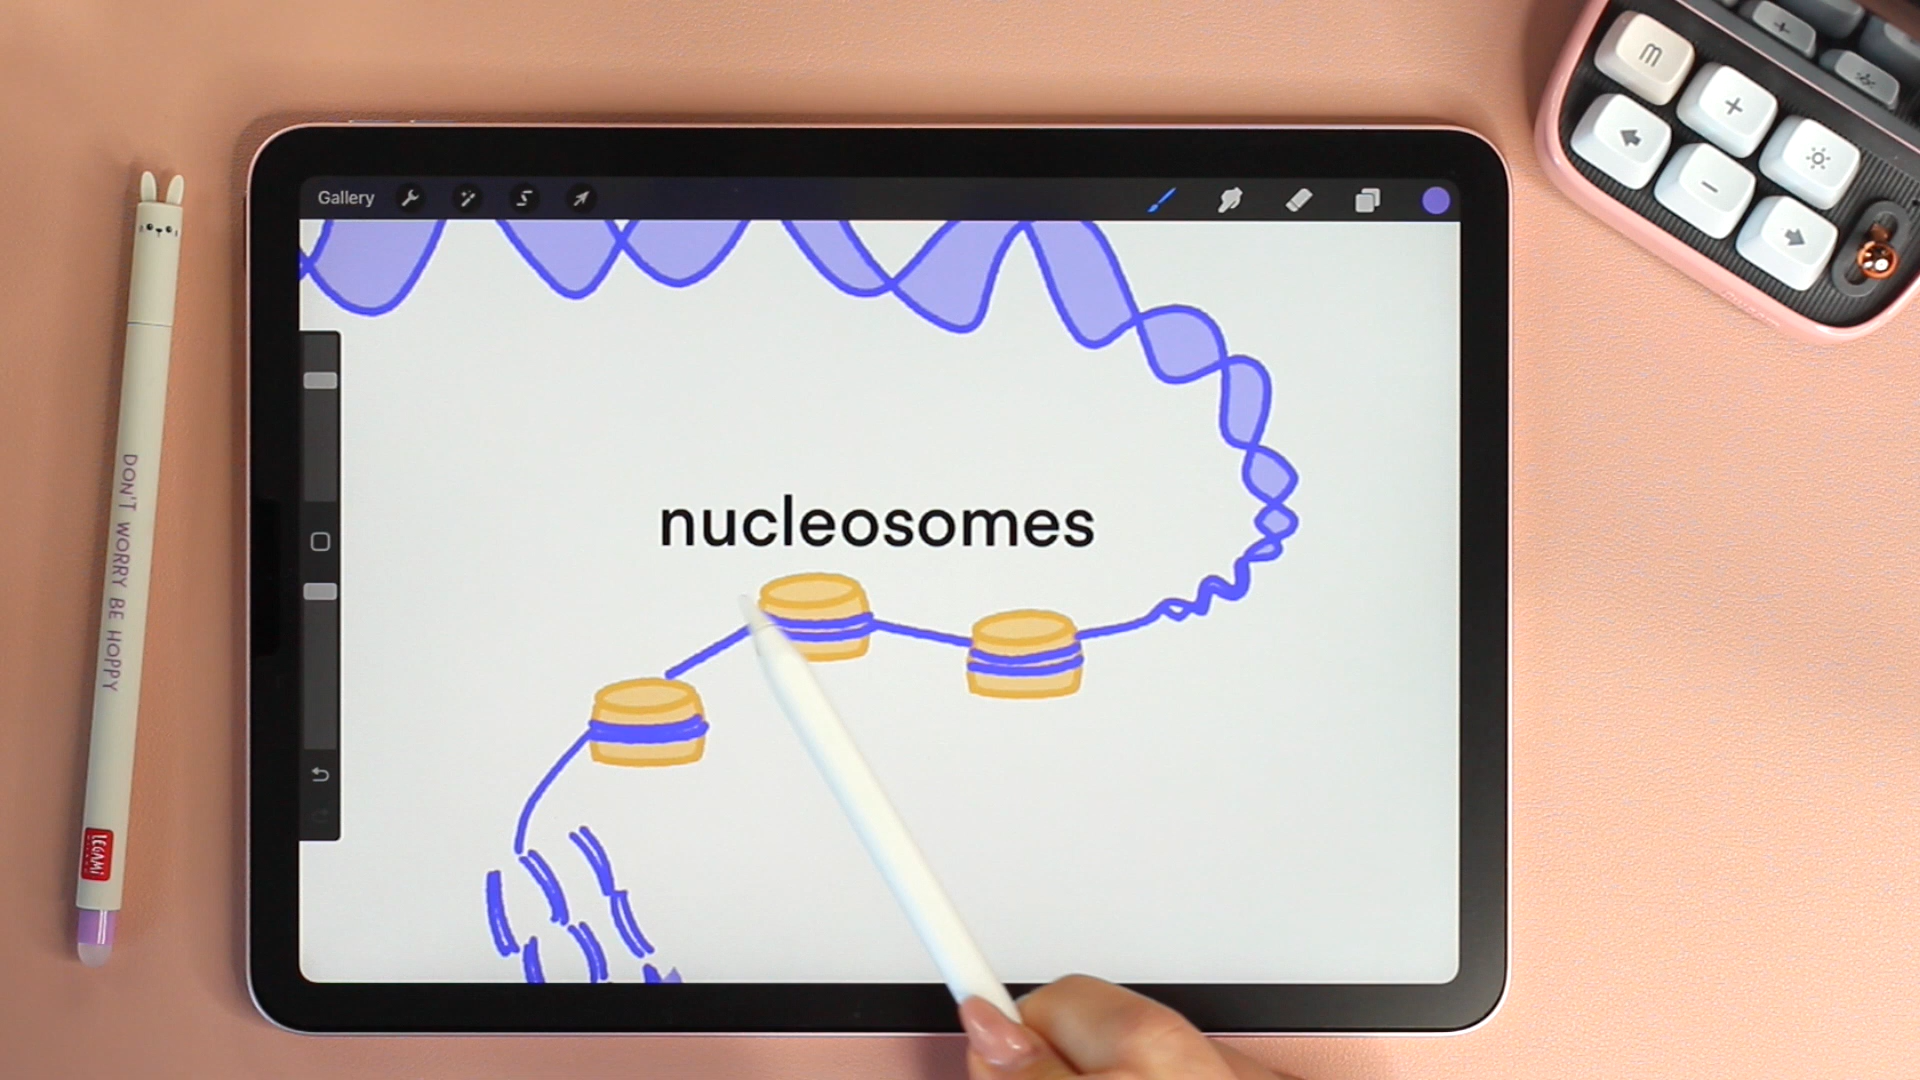 Gallery
nucleosomes
DON'T WORRY BE HOPPY
LEGAMI
m
+
-